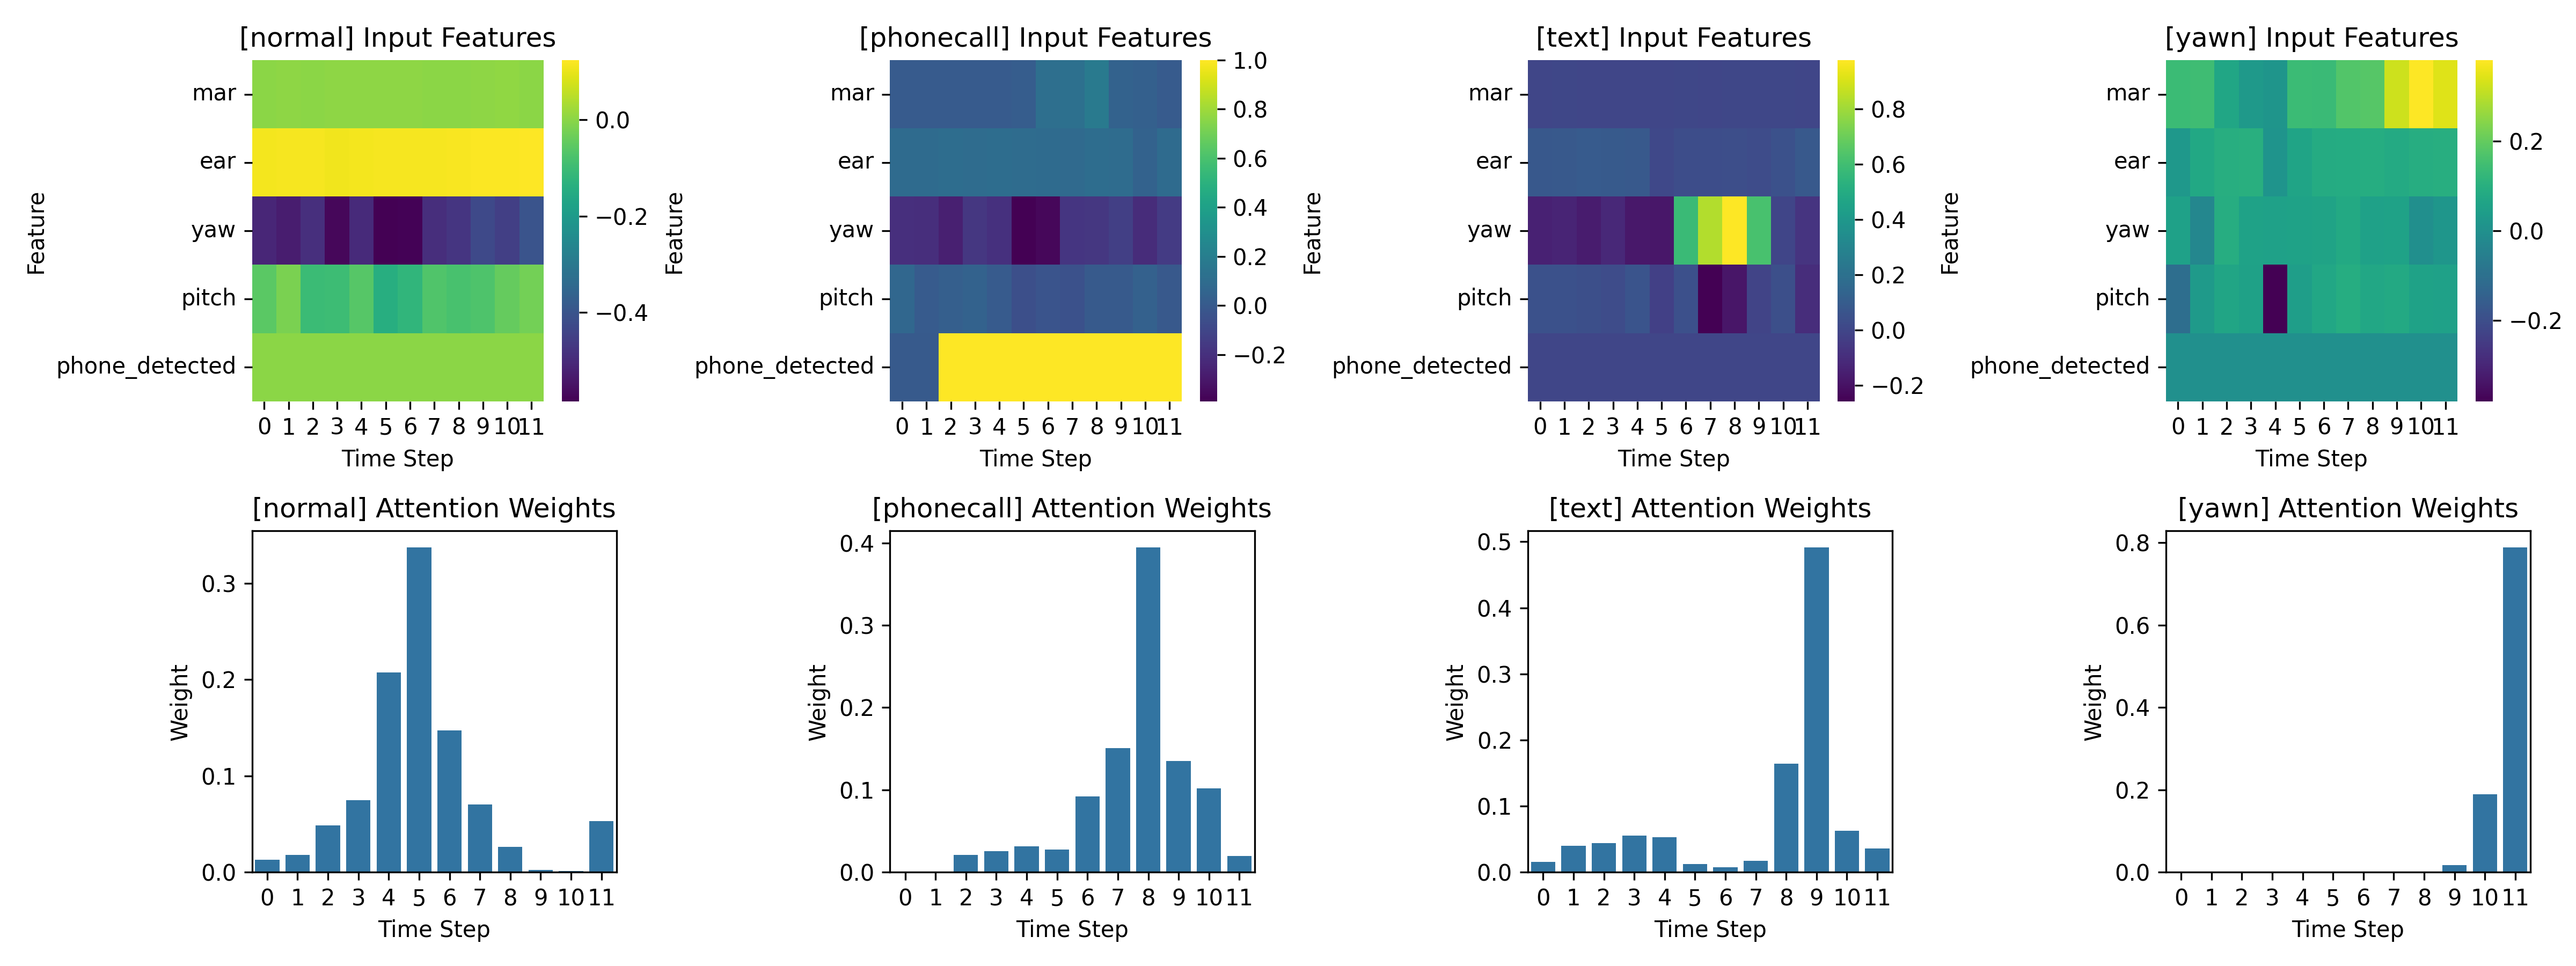 [normal] Input Features
mar
ear
yaw
pitch
phone_detected
Feature
0 1 2 3 4 5 6 7 8 9 10 11
Time Step
0.0
−0.2
−0.4
[phonecall] Input Features
mar
ear
yaw
pitch
phone_detected
Feature
0 1 2 3 4 5 6 7 8 9 10 11
Time Step
1.0
0.8
0.6
0.4
0.2
0.0
−0.2
[text] Input Features
mar
ear
yaw
pitch
phone_detected
Feature
0 1 2 3 4 5 6 7 8 9 10 11
Time Step
0.8
0.6
0.4
0.2
0.0
−0.2
[yawn] Input Features
mar
ear
yaw
pitch
phone_detected
Feature
0 1 2 3 4 5 6 7 8 9 10 11
Time Step
0.2
0.0
−0.2
[normal] Attention Weights
0.3
0.2
0.1
0.0
Weight
0 1 2 3 4 5 6 7 8 9 10 11
Time Step
[phonecall] Attention Weights
0.4
0.3
0.2
0.1
0.0
Weight
0 1 2 3 4 5 6 7 8 9 10 11
Time Step
[text] Attention Weights
0.5
0.4
0.3
0.2
0.1
0.0
Weight
0 1 2 3 4 5 6 7 8 9 10 11
Time Step
[yawn] Attention Weights
0.8
0.6
0.4
0.2
0.0
Weight
0 1 2 3 4 5 6 7 8 9 10 11
Time Step